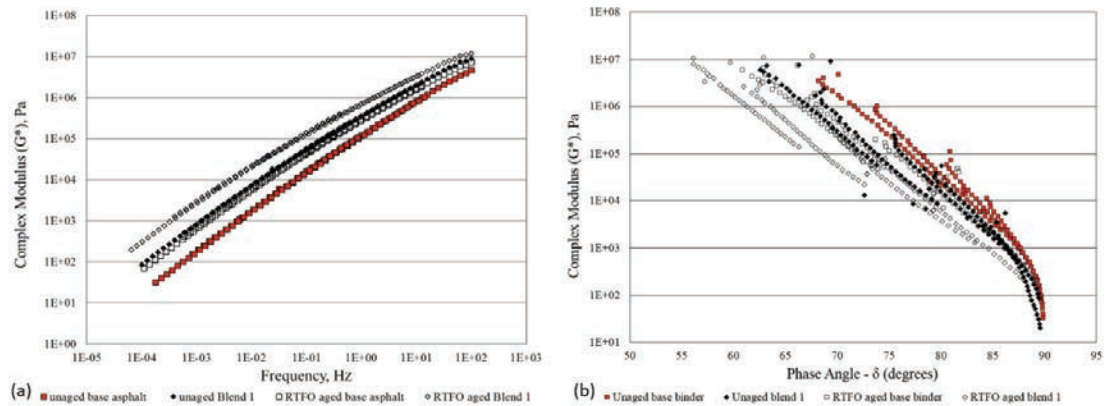 Complex Modulus (G*), Pa
1E+08
1E+07
1E+06
1E+05
1E+04
1E+03
1E+02
1E+01
1E+00
1E-05 1E-04 1E-03 1E-02 1E-01 1E+00 1E+01 1E+02 1E+03
Frequency, Hz
(a)
unaged base asphalt unaged Blend 1 RTFO aged base asphalt RTFO aged Blend 1
Complex Modulus (G*), Pa
1E+08
1E+07
1E+06
1E+05
1E+04
1E+03
1E+02
1E+01
50 55 60 65 70 75 80 85 90 95
Phase Angle - δ (degrees)
(b)
Unaged base binder Unaged blend 1 RTFO aged base binder RTFO aged blend 1